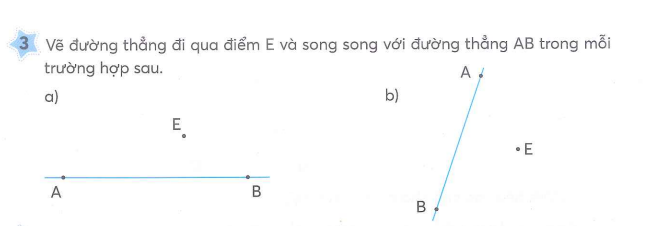 3 Vẽ đường thẳng đi qua điểm E và song song với đường thẳng AB trong mỗi
trường hợp sau.
a)
E
A
B
b)
A
E
B